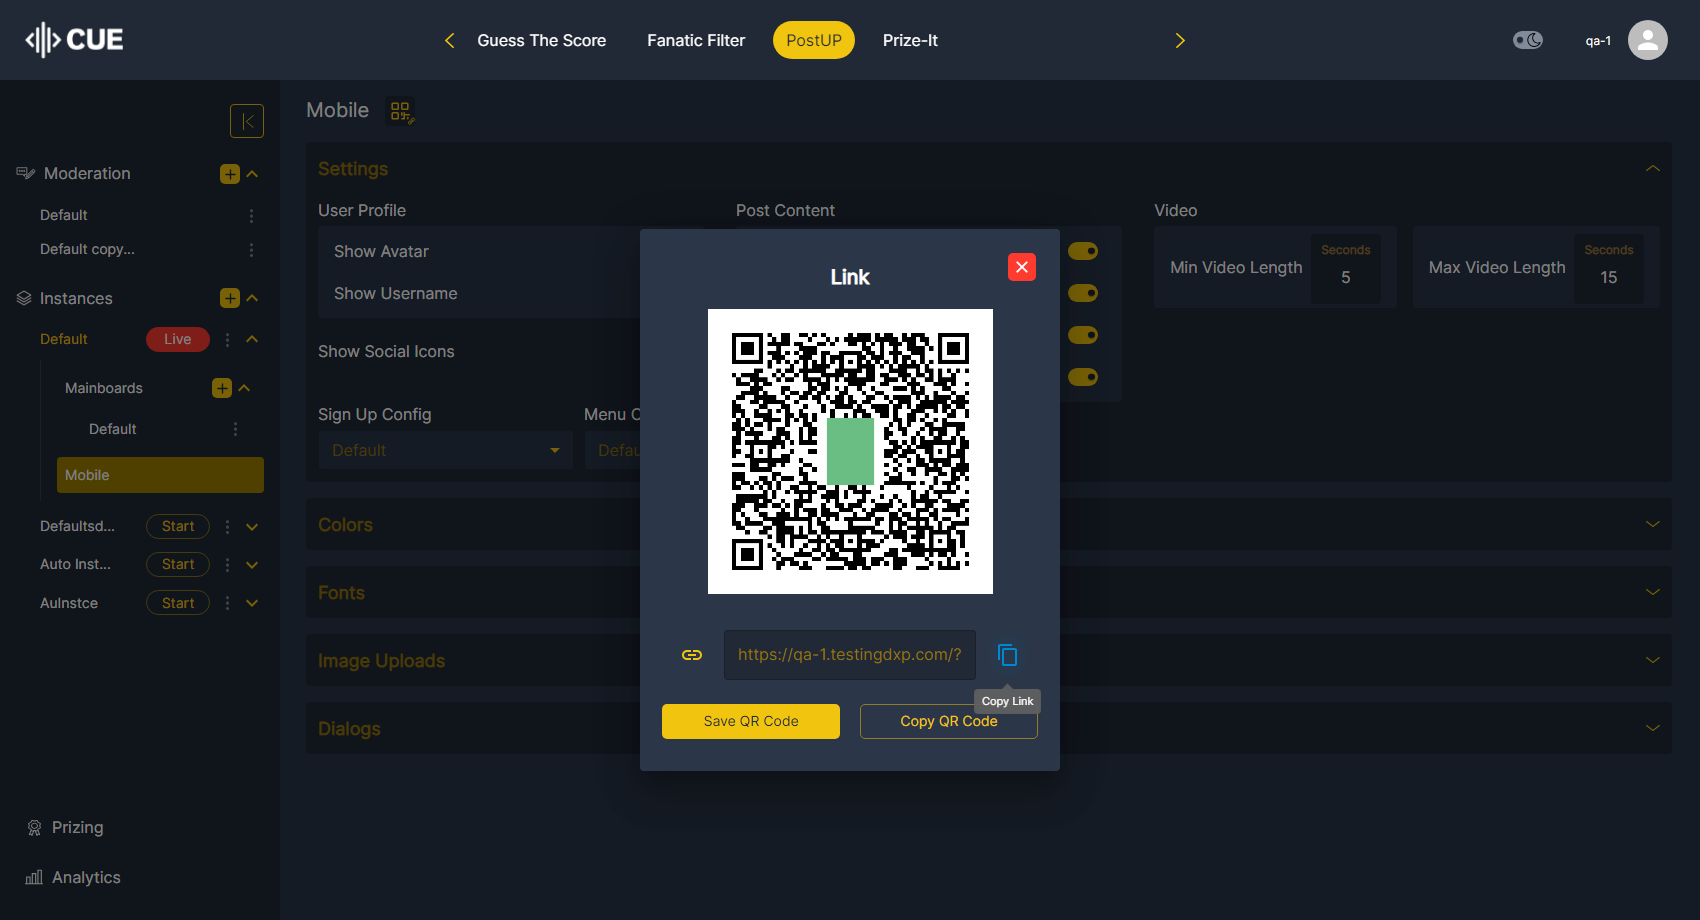 CUE
Guess The Score
Fanatic Filter
PostUP
Prize-It
qa-1
Mobile
Moderation
Default
Default copy...
Instances
Default
Live
Mainboards
Default
Mobile
Defaultsd...
Start
Auto Inst...
Start
AuInstce
Start
Prizing
Analytics
Settings
User Profile
Post Content
Video
Show Avatar
Show Username
Min Video Length
Seconds
5
Max Video Length
Seconds
15
Show Social Icons
Sign Up Config
Menu C
Default
Defau
Colors
Fonts
Image Uploads
Dialogs
Link
https://qa-1.testingdxp.com/?
Copy Link
Save QR Code
Copy QR Code